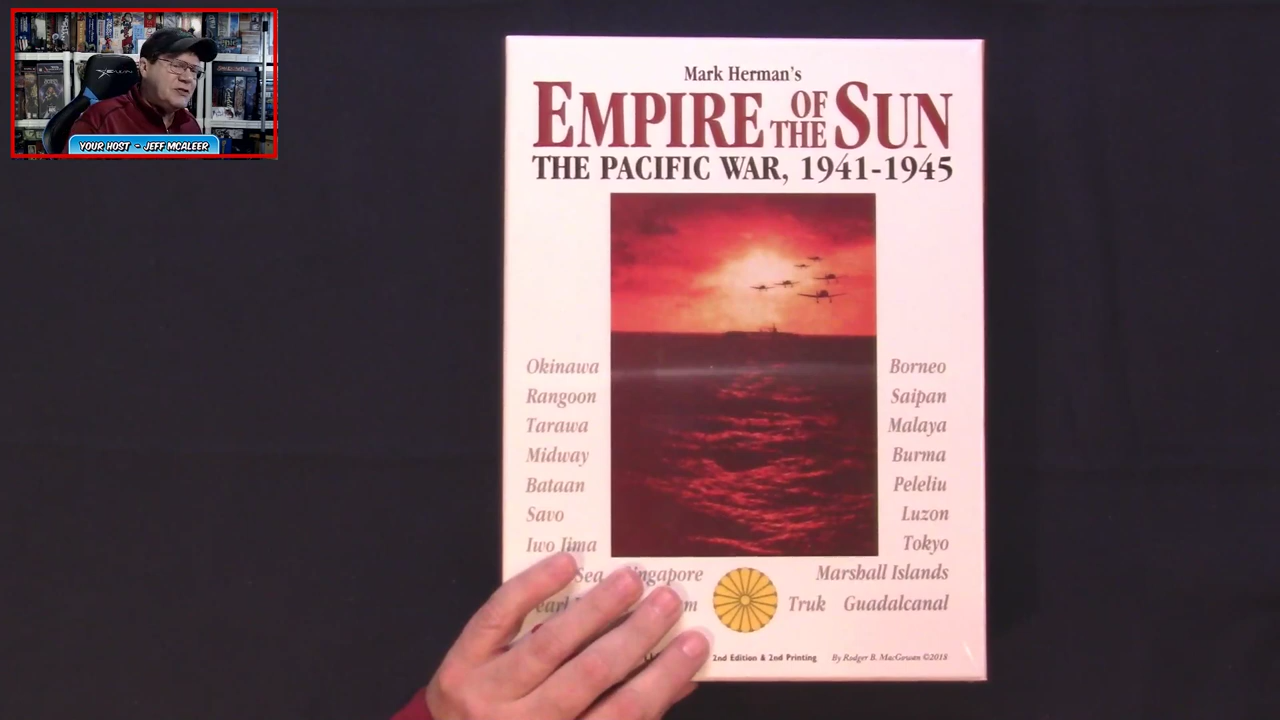 YOUR HOST - JEFF MCALEER
Mark Herman's
EMPIRE OF THE SUN
THE PACIFIC WAR, 1941-1945
Okinawa
Rangoon
Tarawa
Midway
Bataan
Savo
Iwo Jima
Sea
Borneo
Saipan
Malaya
Burma
Peleliu
Luzon
Tokyo
Marshall Islands
Truk Guadalcanal
2nd Edition & 2nd Printing By Rodger B. MacGowan ©2018